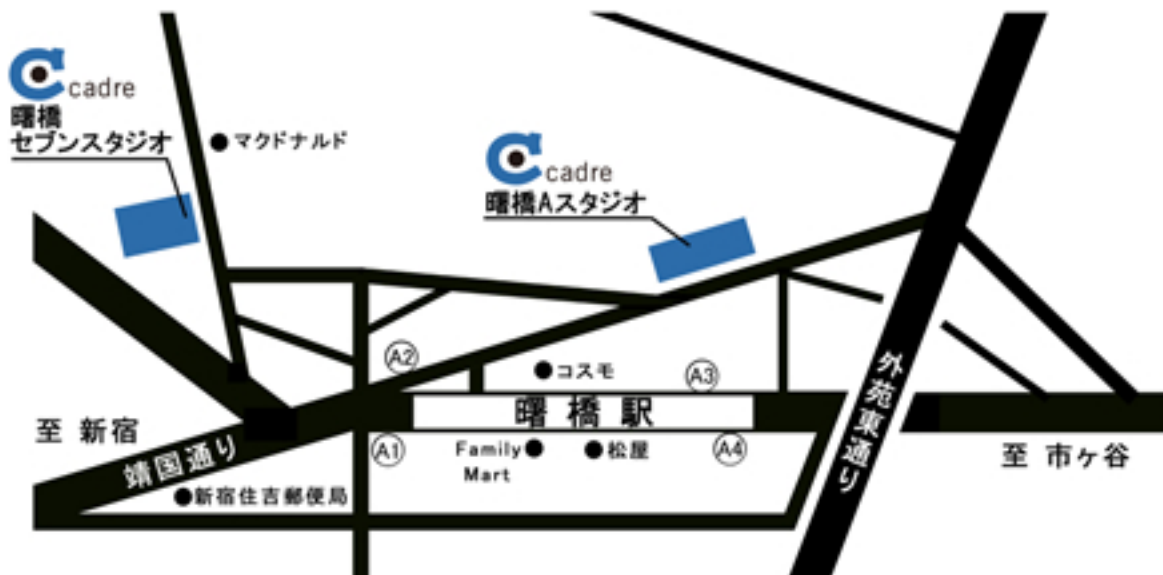 cadre
曙橋
セブンスタジオ
マクドナルド
cadre
曙橋Aスタジオ
A2
コスモ
A3
曙橋駅
外苑東通り
至 新宿
靖国通り
A1
Family
Mart
松屋
A4
至 市ヶ谷
新宿住吉郵便局